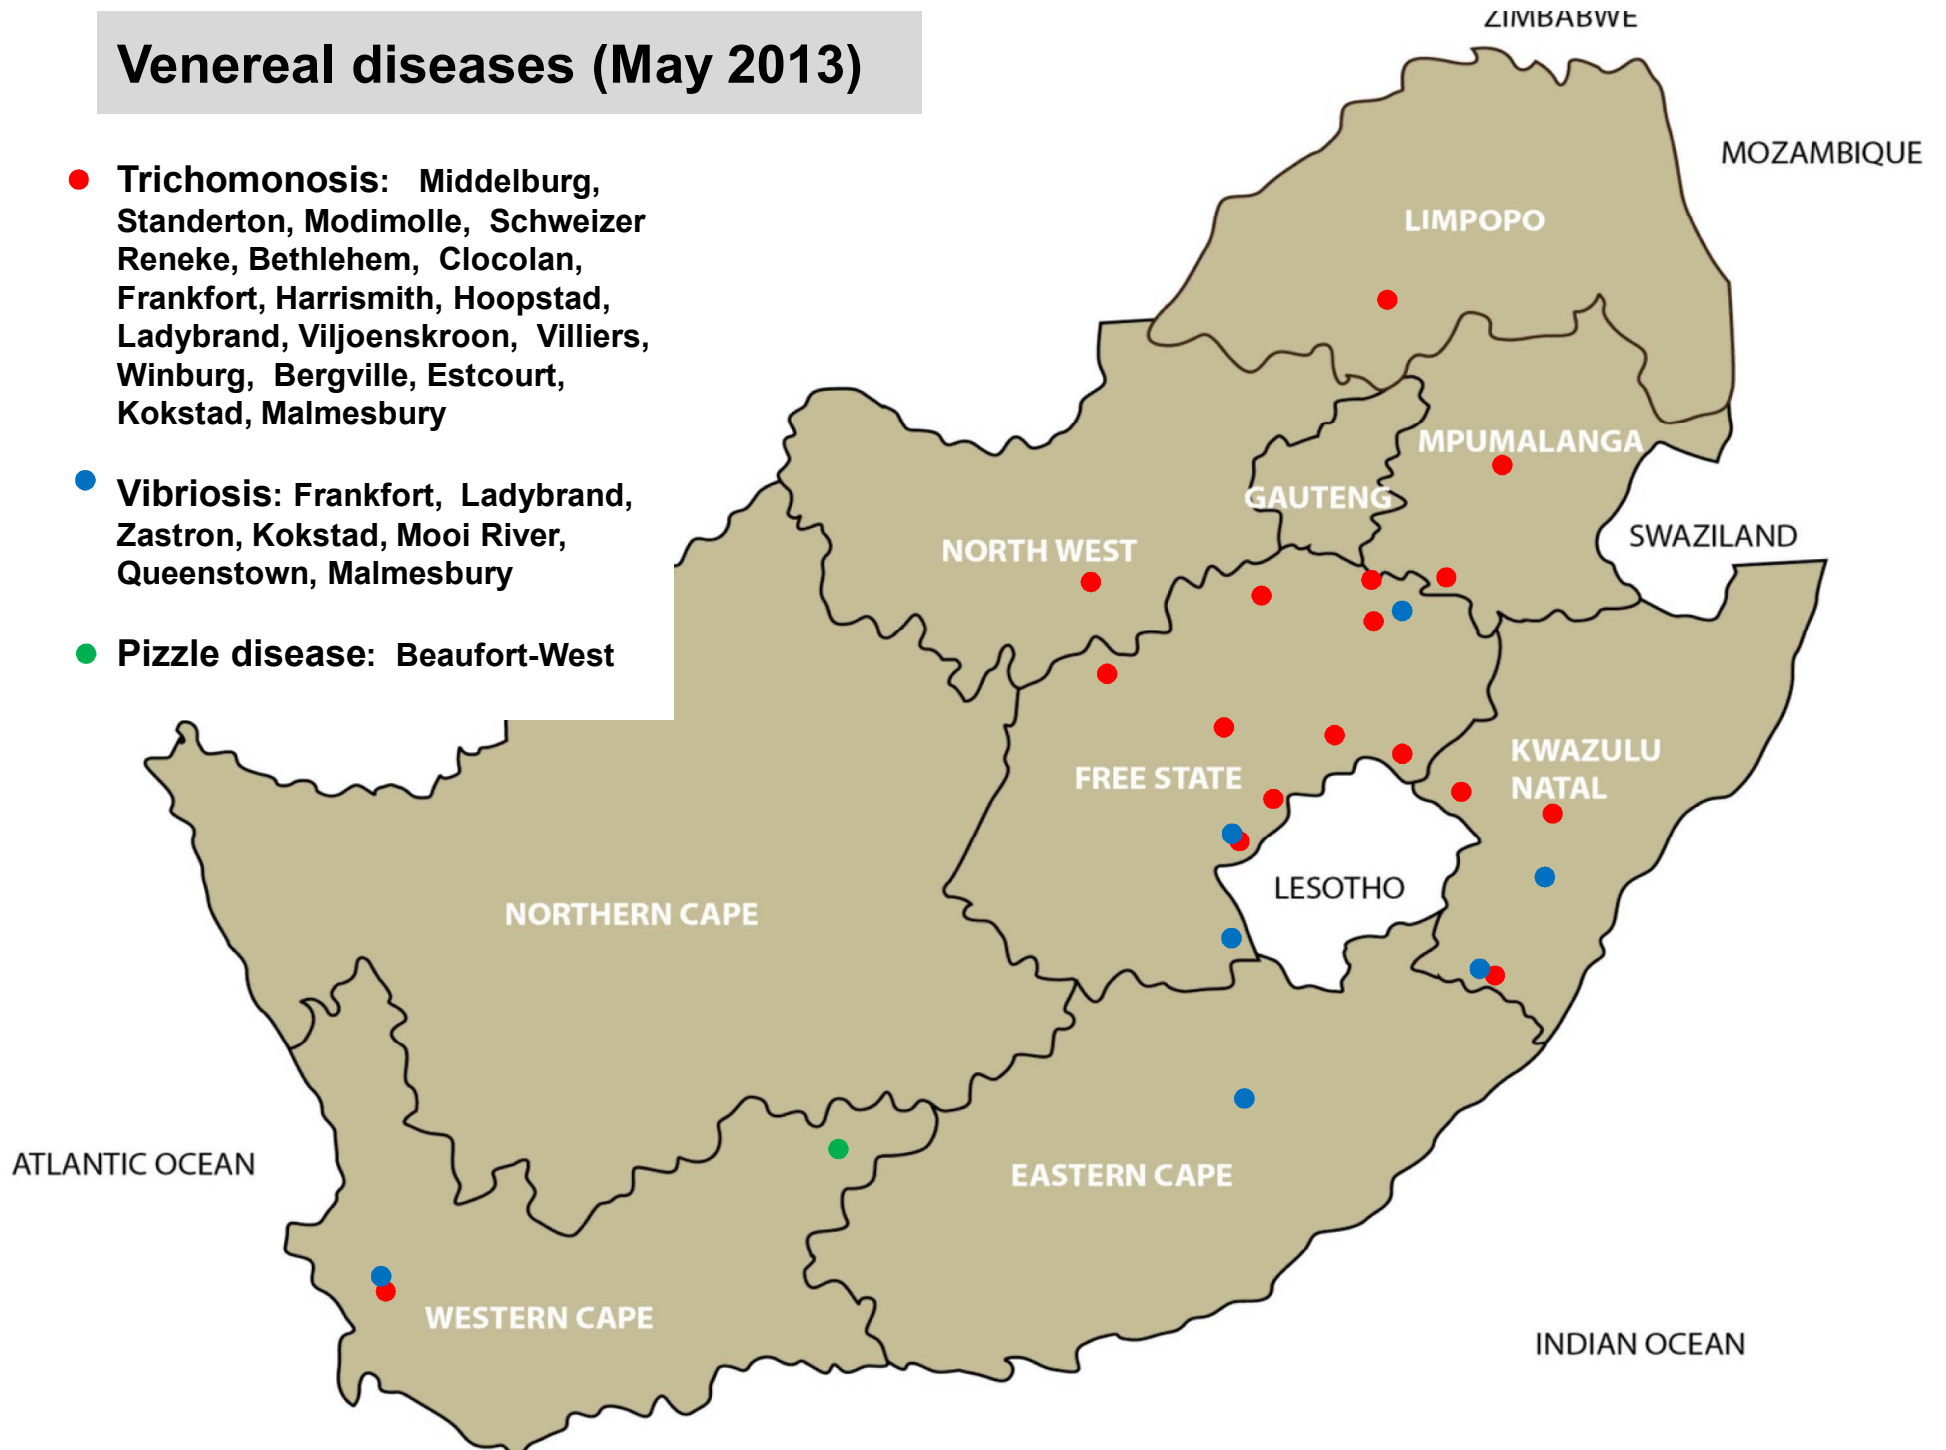 Venereal diseases (May 2013)
Trichomonosis: Middelburg,
Standerton, Modimolle, Schweizer
Reneke, Bethlehem, Clocolan,
Frankfort, Harrismith, Hoopstad,
Ladybrand, Viljoenskroon, Villiers,
Winburg, Bergville, Estcourt,
Kokstad, Malmesbury
Vibriosis: Frankfort, Ladybrand,
Zastron, Kokstad, Mooi River,
Queenstown, Malmesbury
Pizzle disease: Beaufort-West
ZIMBABWE
MOZAMBIQUE
LIMPOPO
MPUMALANGA
GAUTENG
SWAZILAND
NORTH WEST
KWAZULU
NATAL
FREE STATE
LESOTHO
NORTHERN CAPE
ATLANTIC OCEAN
EASTERN CAPE
WESTERN CAPE
INDIAN OCEAN